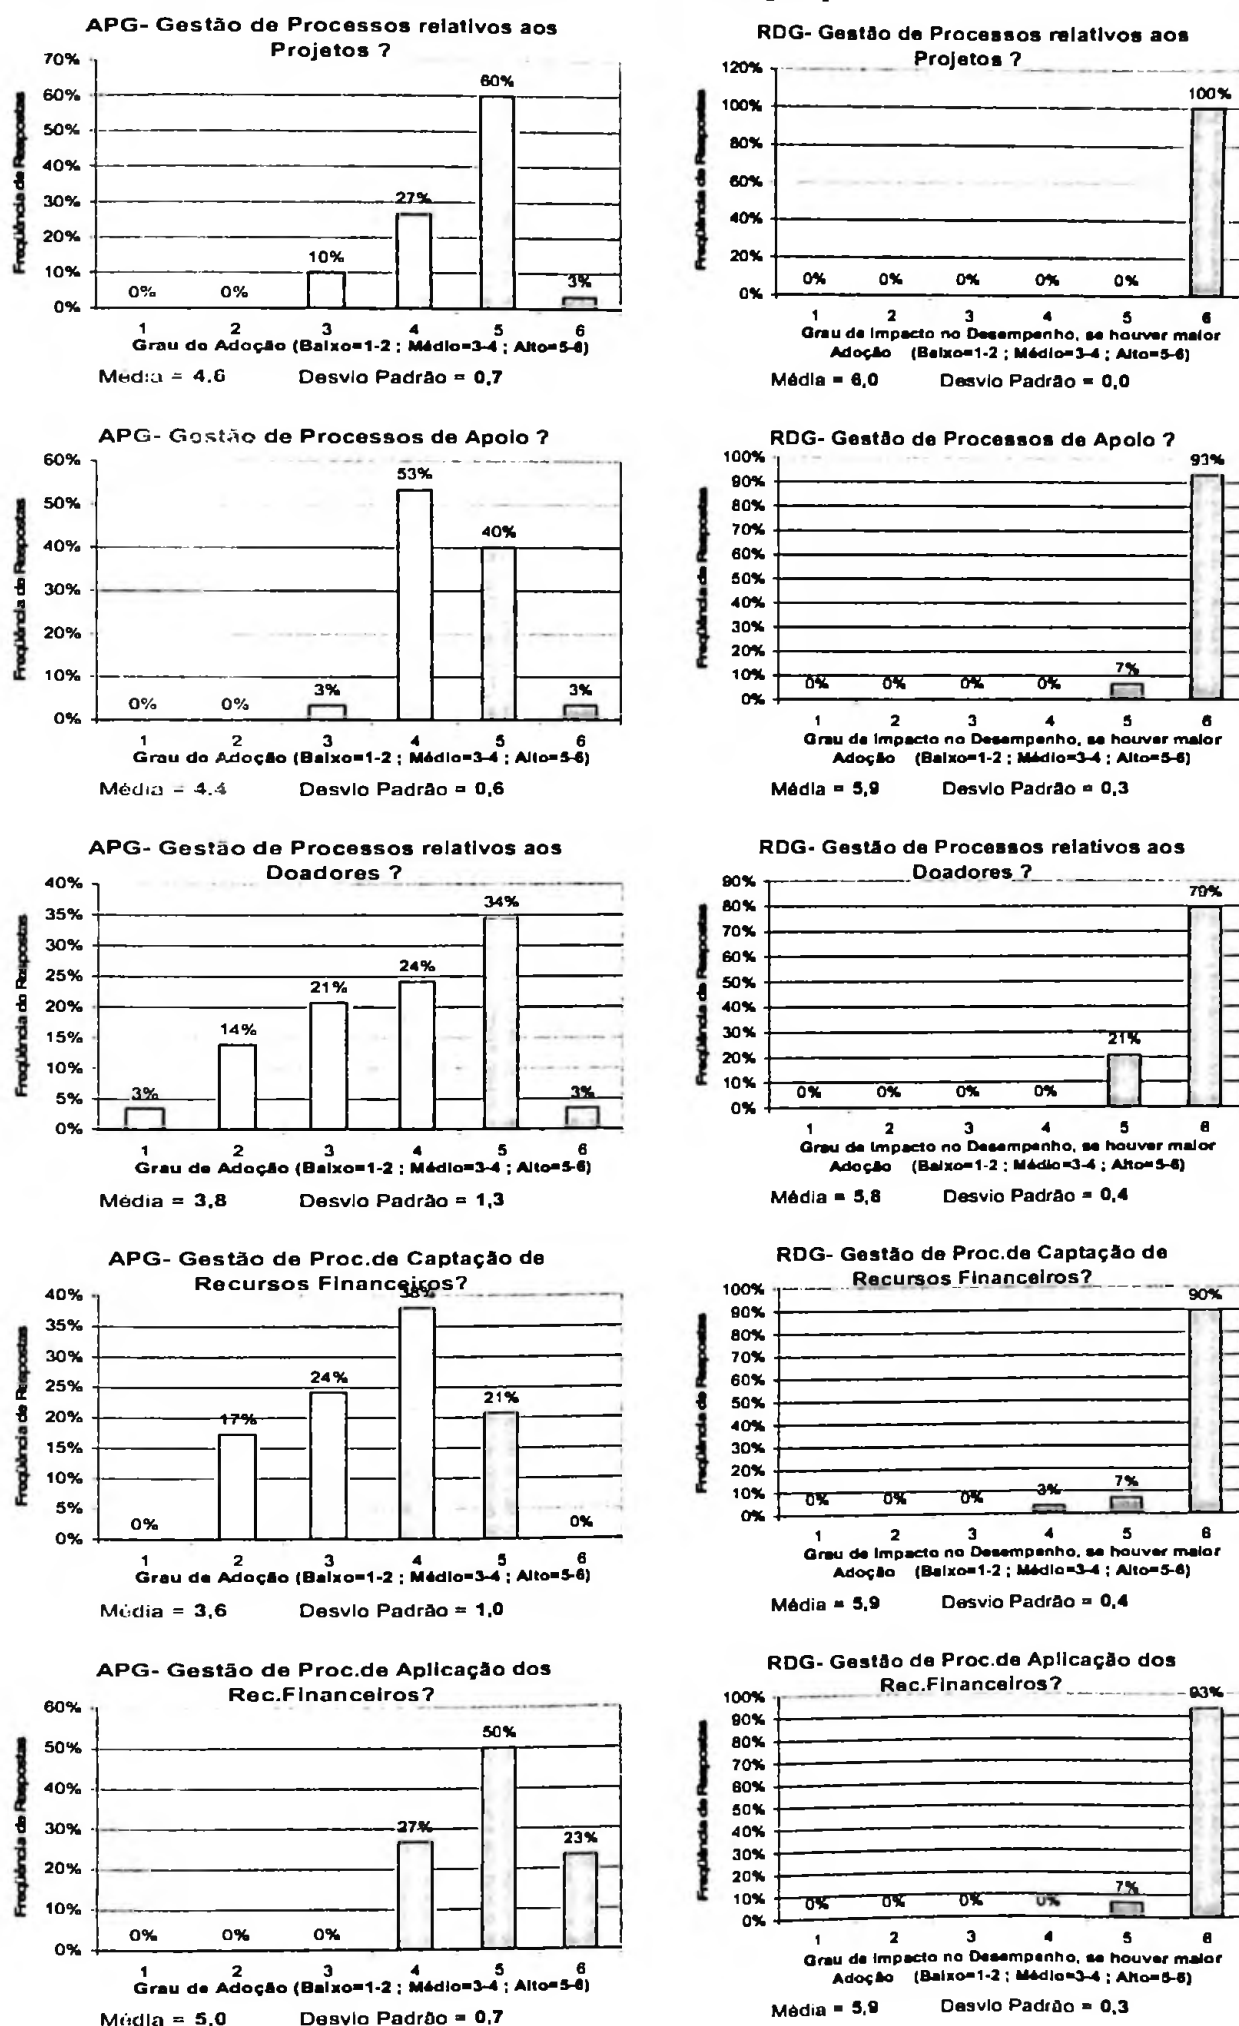 APG- Gestão de Processos relativos aos
Projetos ?
70%
60%
50%
40%
30%
20%
10%
0%
Freqüência de Respostas
0%
0%
10%
27%
60%
3%
1 2 3 4 5 6
Grau de Adoção (Baixo=1-2 ; Médio=3-4 ; Alto=5-6)
Média = 4,6 Desvio Padrão = 0,7
RDG- Gestão de Processos relativos aos
Projetos ?
120%
100%
80%
60%
40%
20%
0%
Freqüência de Respostas
0%
0%
0%
0%
0%
100%
1 2 3 4 5 6
Grau de Impacto no Desempenho, se houver maior
Adoção (Baixo=1-2 ; Médio=3-4 ; Alto=5-6)
Média = 6,0 Desvio Padrão = 0,0
APG- Gestão de Processos de Apoio ?
60%
50%
40%
30%
20%
10%
0%
Freqüência de Respostas
0%
0%
3%
53%
40%
3%
1 2 3 4 5 6
Grau de Adoção (Baixo=1-2 ; Médio=3-4 ; Alto=5-6)
Média = 4,4 Desvio Padrão = 0,6
RDG- Gestão de Processos de Apoio ?
100%
90%
80%
70%
60%
50%
40%
30%
20%
10%
0%
Freqüência de Respostas
0%
0%
0%
0%
7%
93%
1 2 3 4 5 6
Grau de Impacto no Desempenho, se houver maior
Adoção (Baixo=1-2 ; Médio=3-4 ; Alto=5-6)
Média = 5,9 Desvio Padrão = 0,3
APG- Gestão de Processos relativos aos
Doadores ?
40%
35%
30%
25%
20%
15%
10%
5%
0%
Freqüência de Respostas
3%
14%
21%
24%
34%
3%
1 2 3 4 5 6
Grau de Adoção (Baixo=1-2 ; Médio=3-4 ; Alto=5-6)
Média = 3,8 Desvio Padrão = 1,3
RDG- Gestão de Processos relativos aos
Doadores ?
90%
80%
70%
60%
50%
40%
30%
20%
10%
0%
Freqüência de Respostas
0%
0%
0%
0%
21%
79%
1 2 3 4 5 6
Grau de Impacto no Desempenho, se houver maior
Adoção (Baixo=1-2 ; Médio=3-4 ; Alto=5-6)
Média = 5,8 Desvio Padrão = 0,4
APG- Gestão de Proc.de Captação de
Recursos Financeiros?
40%
35%
30%
25%
20%
15%
10%
5%
0%
Freqüência de Respostas
0%
17%
24%
38%
21%
0%
1 2 3 4 5 6
Grau de Adoção (Baixo=1-2 ; Médio=3-4 ; Alto=5-6)
Média = 3,6 Desvio Padrão = 1,0
RDG- Gestão de Proc.de Captação de
Recursos Financeiros?
100%
90%
80%
70%
60%
50%
40%
30%
20%
10%
0%
Freqüência de Respostas
0%
0%
0%
3%
7%
90%
1 2 3 4 5 6
Grau de Impacto no Desempenho, se houver maior
Adoção (Baixo=1-2 ; Médio=3-4 ; Alto=5-6)
Média = 5,9 Desvio Padrão = 0,4
APG- Gestão de Proc.de Aplicação dos
Rec.Financeiros?
60%
50%
40%
30%
20%
10%
0%
Freqüência de Respostas
0%
0%
0%
27%
50%
23%
1 2 3 4 5 6
Grau de Adoção (Baixo=1-2 ; Médio=3-4 ; Alto=5-6)
Média = 5,0 Desvio Padrão = 0,7
RDG- Gestão de Proc.de Aplicação dos
Rec.Financeiros?
100%
90%
80%
70%
60%
50%
40%
30%
20%
10%
0%
Freqüência de Respostas
0%
0%
0%
0%
7%
93%
1 2 3 4 5 6
Grau de Impacto no Desempenho, se houver maior
Adoção (Baixo=1-2 ; Médio=3-4 ; Alto=5-6)
Média = 5,9 Desvio Padrão = 0,3